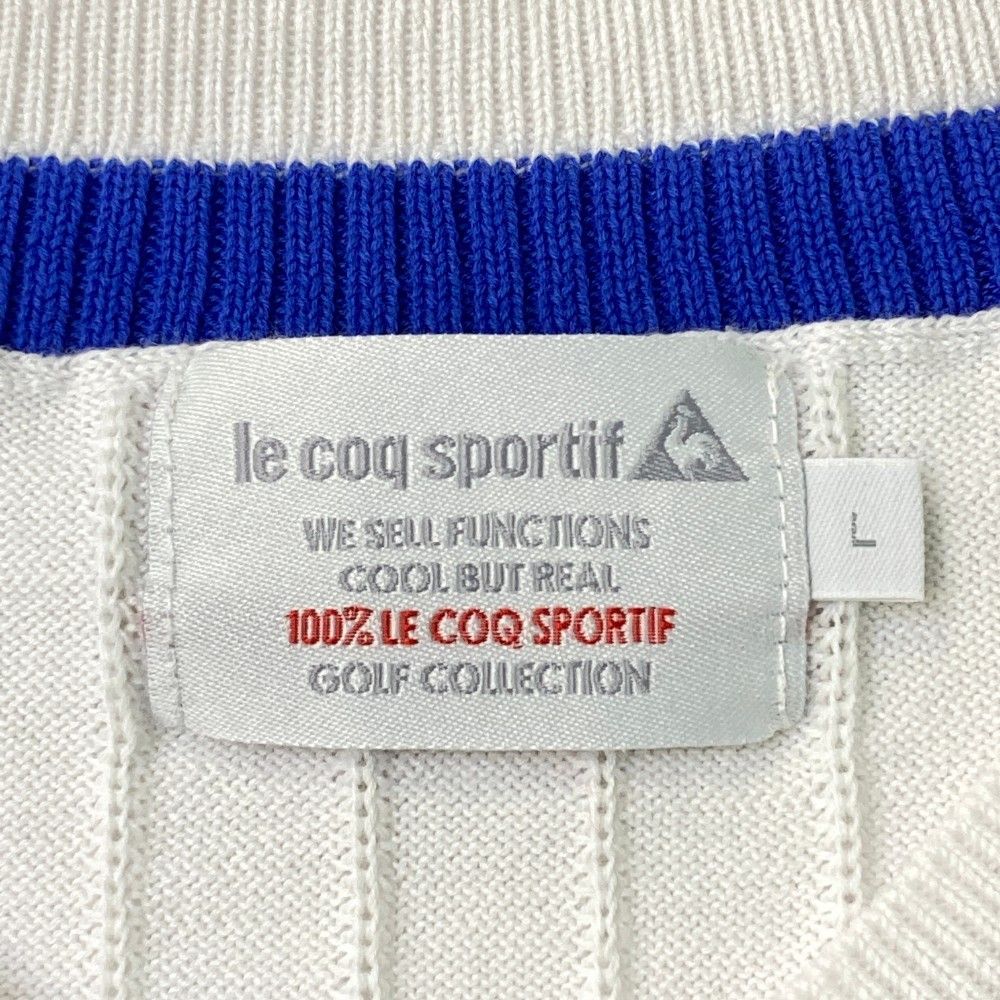 le coq sportif
WE SELL FUNCTIONS
COOL BUT REAL
100% LE COQ SPORTIF
GOLF COLLECTION
L